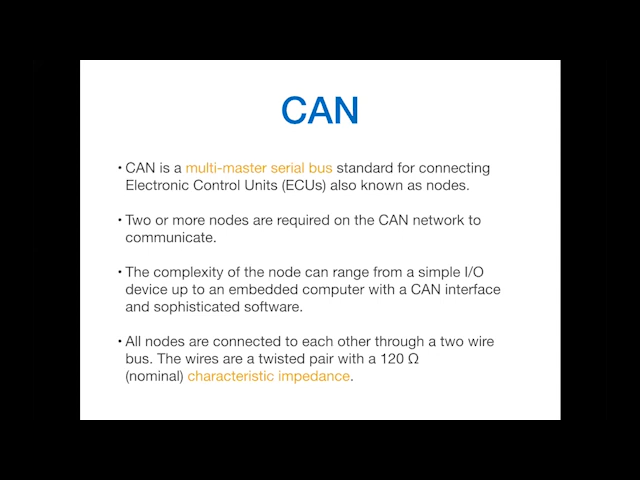 CAN
• CAN is a multi-master serial bus standard for connecting
Electronic Control Units (ECUs) also known as nodes.
• Two or more nodes are required on the CAN network to
communicate.
• The complexity of the node can range from a simple I/O
device up to an embedded computer with a CAN interface
and sophisticated software.
• All nodes are connected to each other through a two wire
bus. The wires are a twisted pair with a 120 Ω
(nominal) characteristic impedance.